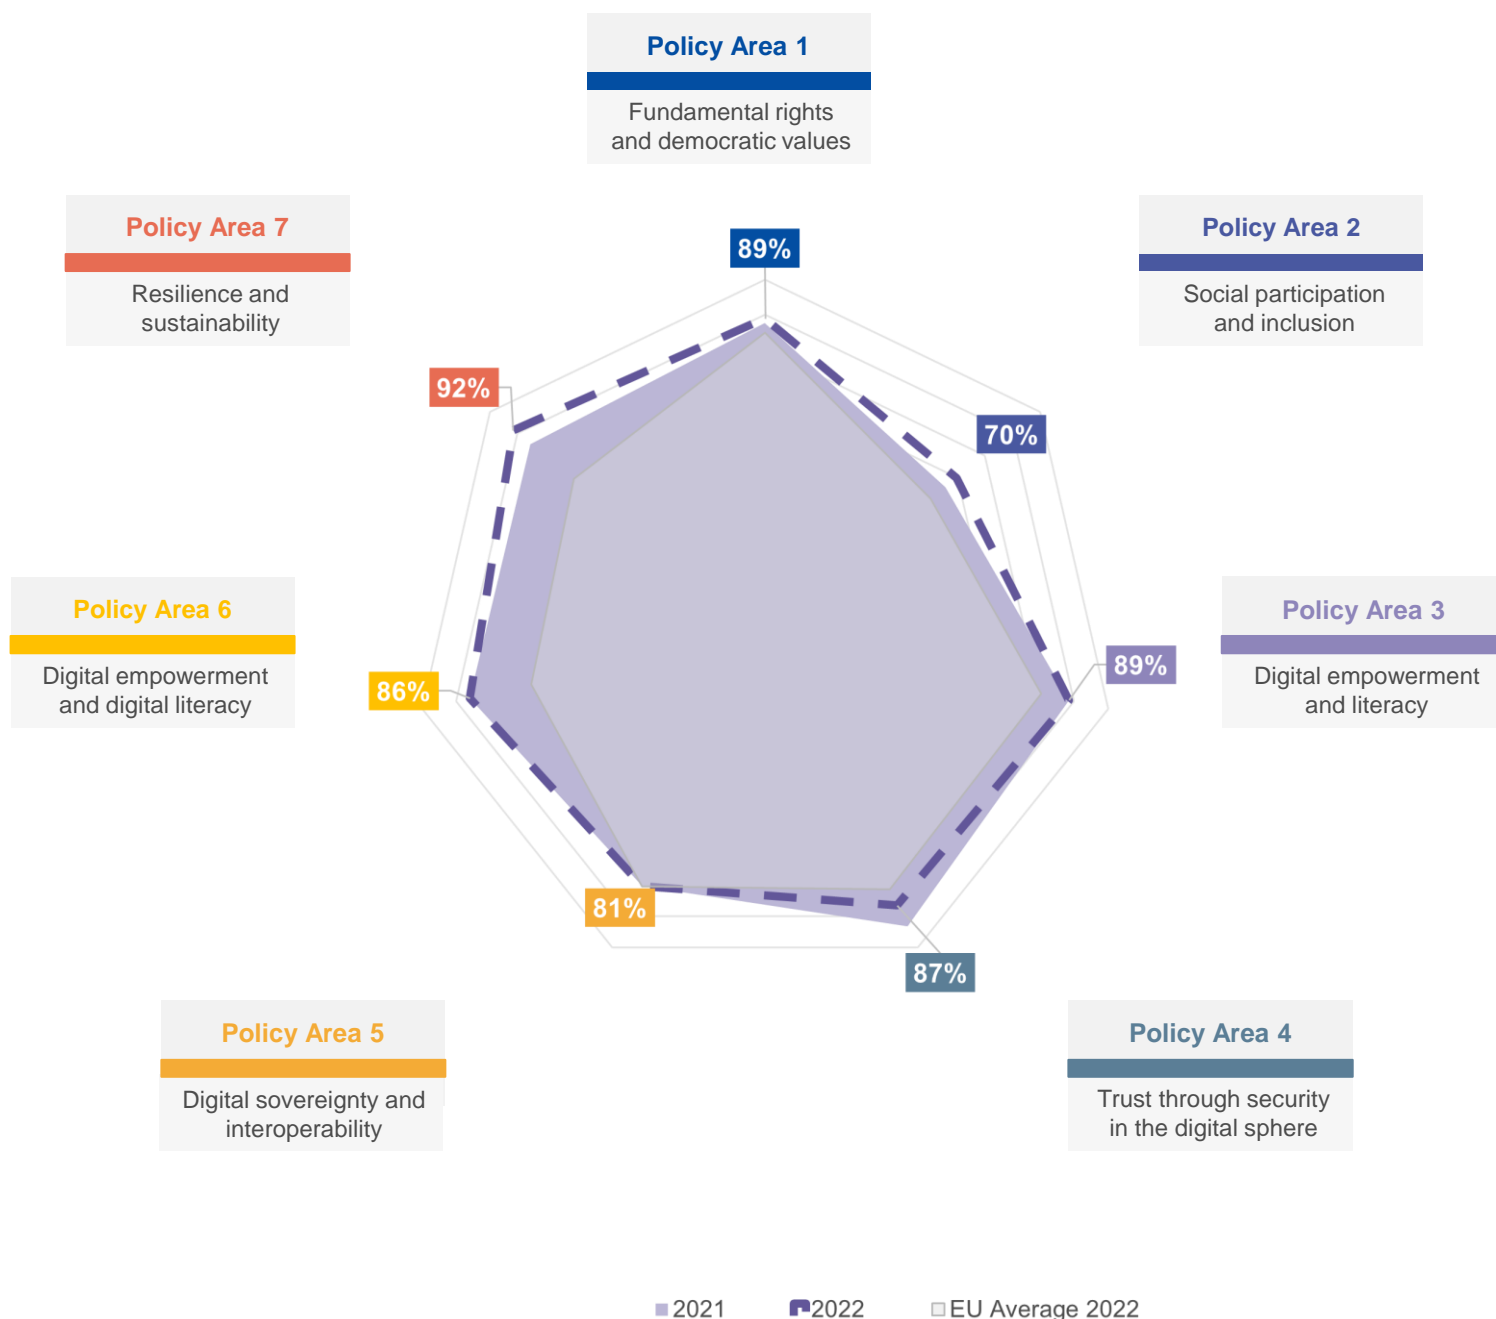 Policy Area 1
Fundamental rights
and democratic values
Policy Area 7
Resilience and
sustainability
Policy Area 2
Social participation
and inclusion
89%
92%
70%
Policy Area 6
Digital empowerment
and digital literacy
Policy Area 3
Digital empowerment
and literacy
86%
89%
81%
87%
Policy Area 5
Digital sovereignty and
interoperability
Policy Area 4
Trust through security
in the digital sphere
2021
2022
EU Average 2022